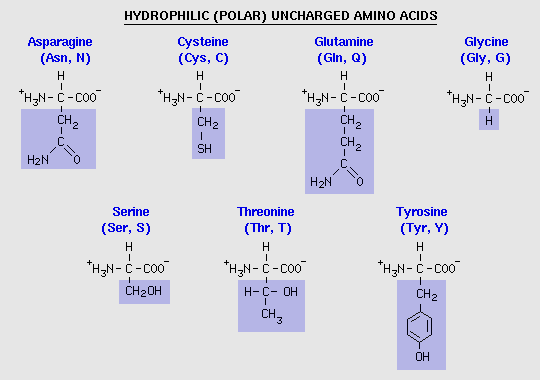 HYDROPHILIC (POLAR) UNCHARGED AMINO ACIDS
Asparagine
(Asn, N)
H
⁺H₃N – C – COO⁻
CH₂
C
H₂N O
Cysteine
(Cys, C)
H
⁺H₃N – C – COO⁻
CH₂
SH
Glutamine
(Gln, Q)
H
⁺H₃N – C – COO⁻
CH₂
CH₂
C
H₂N O
Glycine
(Gly, G)
H
⁺H₃N – C – COO⁻
H
Serine
(Ser, S)
H
⁺H₃N – C – COO⁻
CH₂OH
Threonine
(Thr, T)
H
⁺H₃N – C – COO⁻
H – C – OH
CH₃
Tyrosine
(Tyr, Y)
H
⁺H₃N – C – COO⁻
CH₂
OH